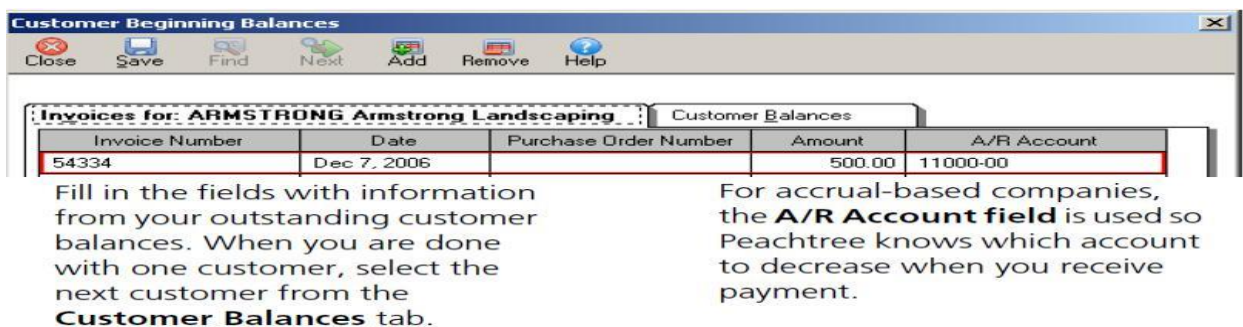 Customer Beginning Balances
Close Save Find Next Add Remove Help
Invoices for: ARMSTRONG Armstrong Landscaping Customer Balances
Invoice Number Date Purchase Order Number Amount A/R Account
54334 Dec 7, 2006 500.00 11000-00
Fill in the fields with information
from your outstanding customer
balances. When you are done
with one customer, select the
next customer from the
Customer Balances tab.
For accrual-based companies,
the A/R Account field is used so
Peachtree knows which account
to decrease when you receive
payment.